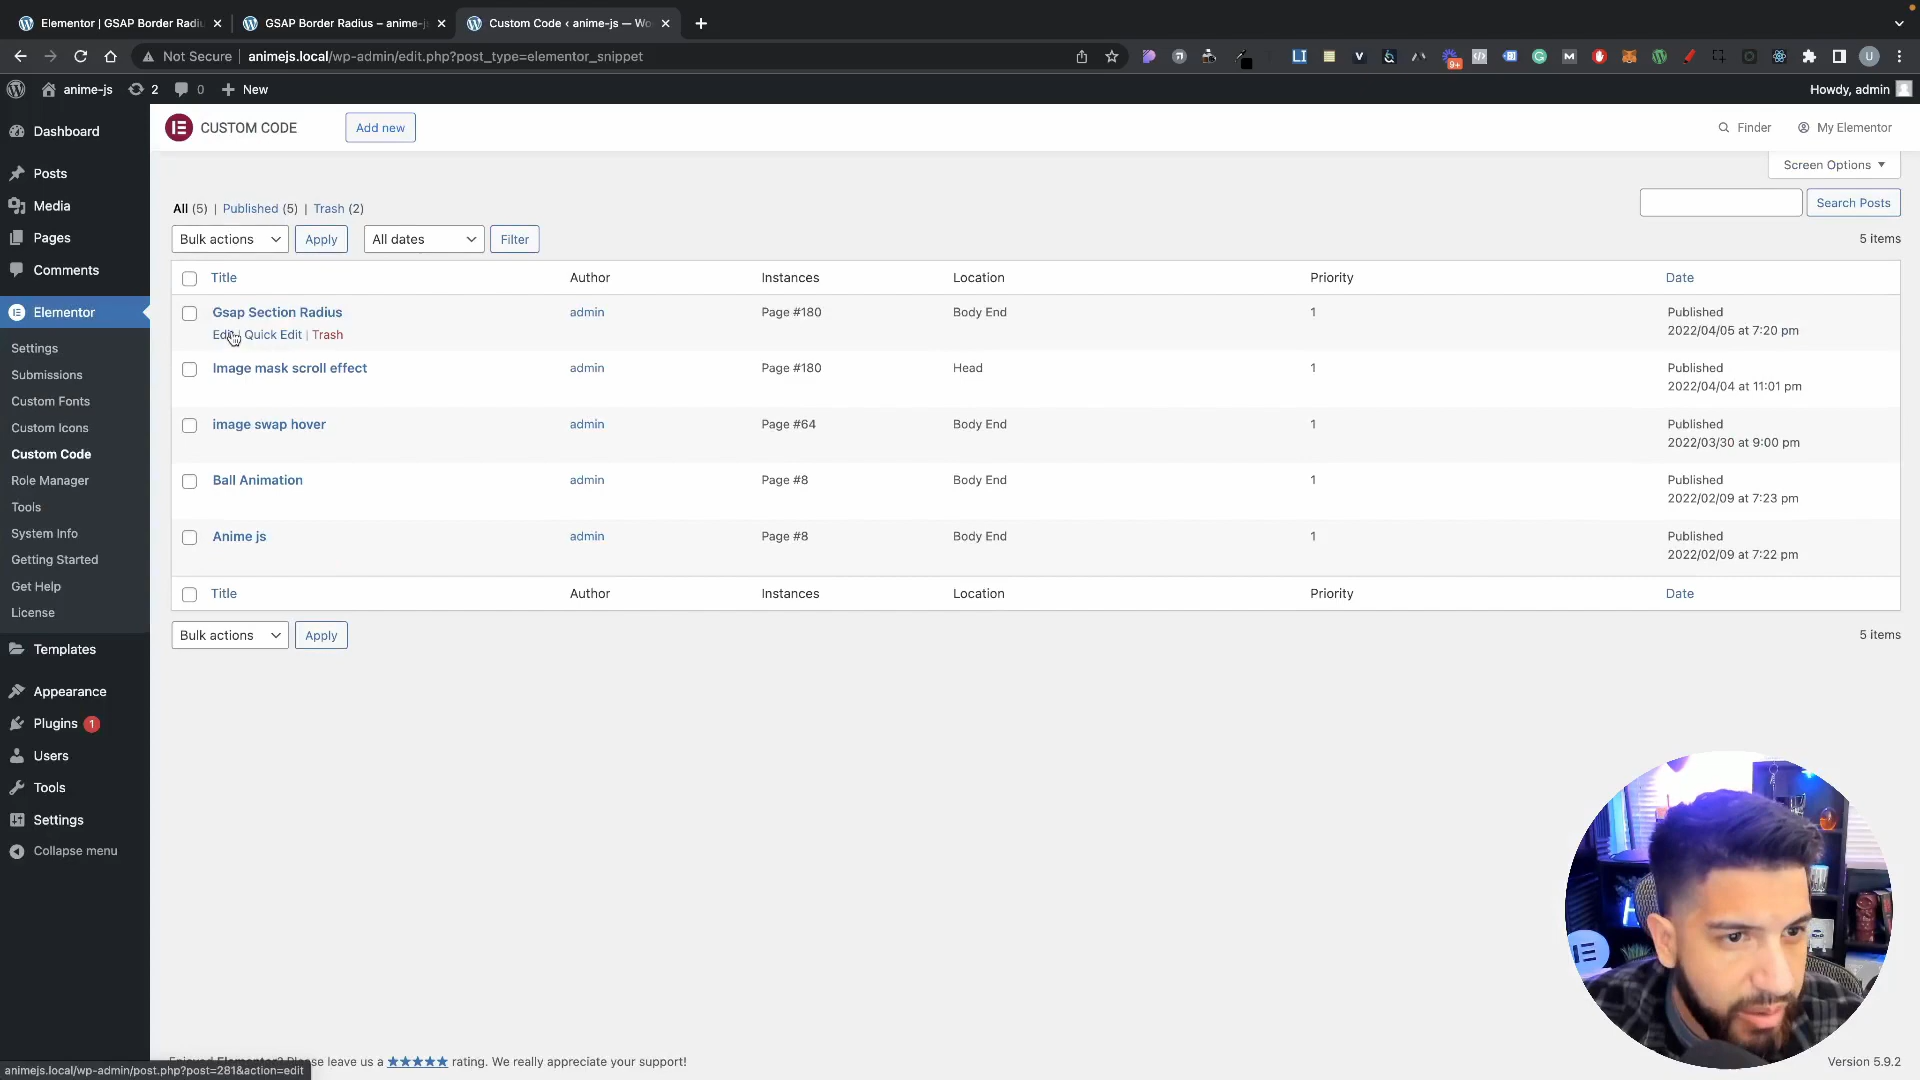 Elementor | GSAP Border Radiu
GSAP Border Radius – anime-j
Custom Code ‹ anime-js — Wo
Not Secure animejs.local/wp-admin/edit.php?post_type=elementor_snippet
anime-js 2 0 New
Howdy, admin
Dashboard
Posts
Media
Pages
Comments
Elementor
Settings
Submissions
Custom Fonts
Custom Icons
Custom Code
Role Manager
Tools
System Info
Getting Started
Get Help
License
Templates
Appearance
Plugins 1
Users
Tools
Settings
Collapse menu
CUSTOM CODE Add new
Finder My Elementor
Screen Options
Search Posts
All (5) | Published (5) | Trash (2)
Bulk actions Apply All dates Filter
5 items
Title Author Instances Location Priority Date
Gsap Section Radius admin Page #180 Body End 1 Published
Edit | Quick Edit | Trash 2022/04/05 at 7:20 pm
Image mask scroll effect admin Page #180 Head 1 Published
2022/04/04 at 11:01 pm
image swap hover admin Page #64 Body End 1 Published
2022/03/30 at 9:00 pm
Ball Animation admin Page #8 Body End 1 Published
2022/02/09 at 7:23 pm
Anime js admin Page #8 Body End 1 Published
2022/02/09 at 7:22 pm
Title Author Instances Location Priority Date
Bulk actions Apply
5 items
Enjoyed Elementor? Please leave us a ★★★★★ rating. We really appreciate your support!
Version 5.9.2
animejs.local/wp-admin/post.php?post=281&action=edit